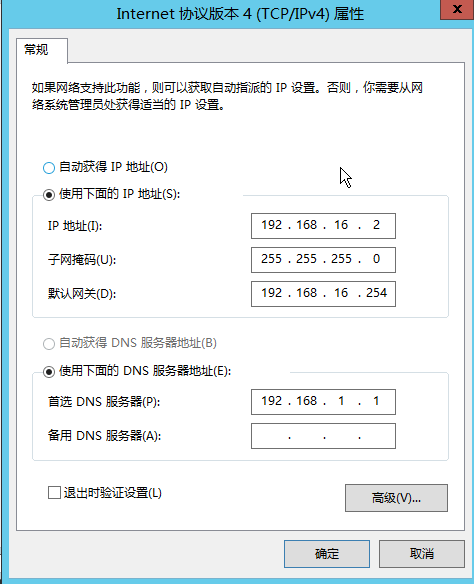 Internet 协议版本 4 (TCP/IPv4) 属性
常规
如果网络支持此功能，则可以获取自动指派的 IP 设置。否则，你需要从网
络系统管理员处获得适当的 IP 设置。
自动获得 IP 地址(O)
使用下面的 IP 地址(S):
IP 地址(I): 192 . 168 . 16 . 2
子网掩码(U): 255 . 255 . 255 . 0
默认网关(D): 192 . 168 . 16 . 254
自动获得 DNS 服务器地址(B)
使用下面的 DNS 服务器地址(E):
首选 DNS 服务器(P): 192 . 168 . 1 . 1
备用 DNS 服务器(A): . . .
退出时验证设置(L)
高级(V)...
确定 取消